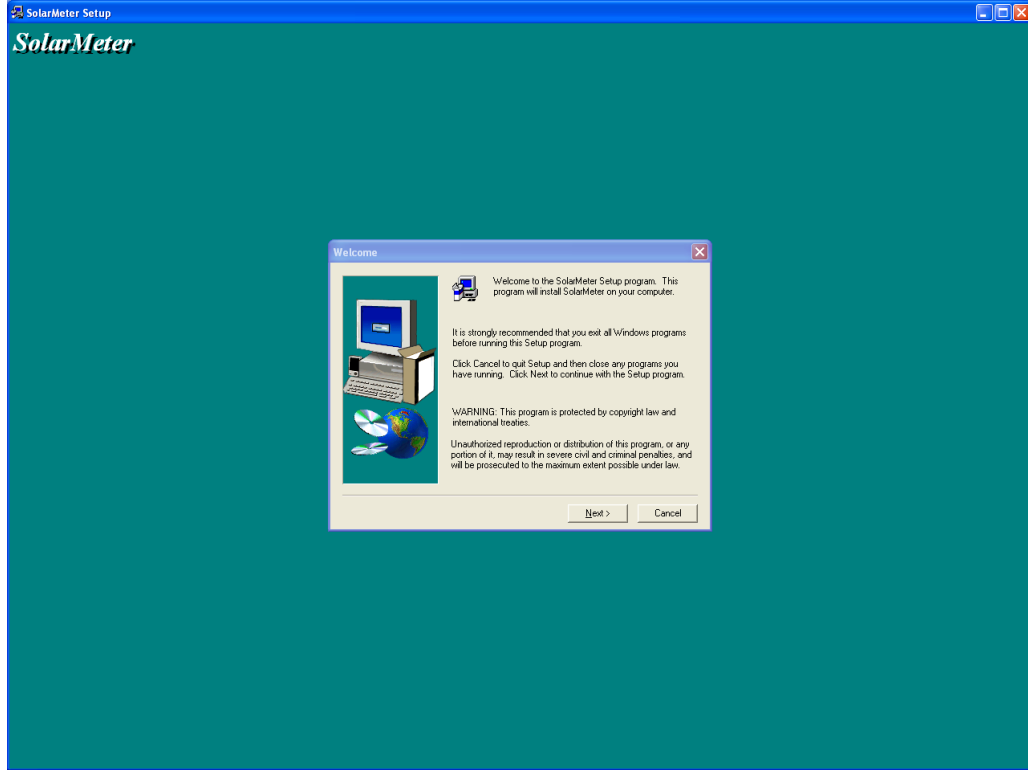 SolarMeter Setup
SolarMeter
Welcome
Welcome to the SolarMeter Setup program. This
program will install SolarMeter on your computer.
It is strongly recommended that you exit all Windows programs
before running this Setup program.
Click Cancel to quit Setup and then close any programs you
have running. Click Next to continue with the Setup program.
WARNING: This program is protected by copyright law and
international treaties.
Unauthorized reproduction or distribution of this program, or any
portion of it, may result in severe civil and criminal penalties, and
will be prosecuted to the maximum extent possible under law.
Next >
Cancel